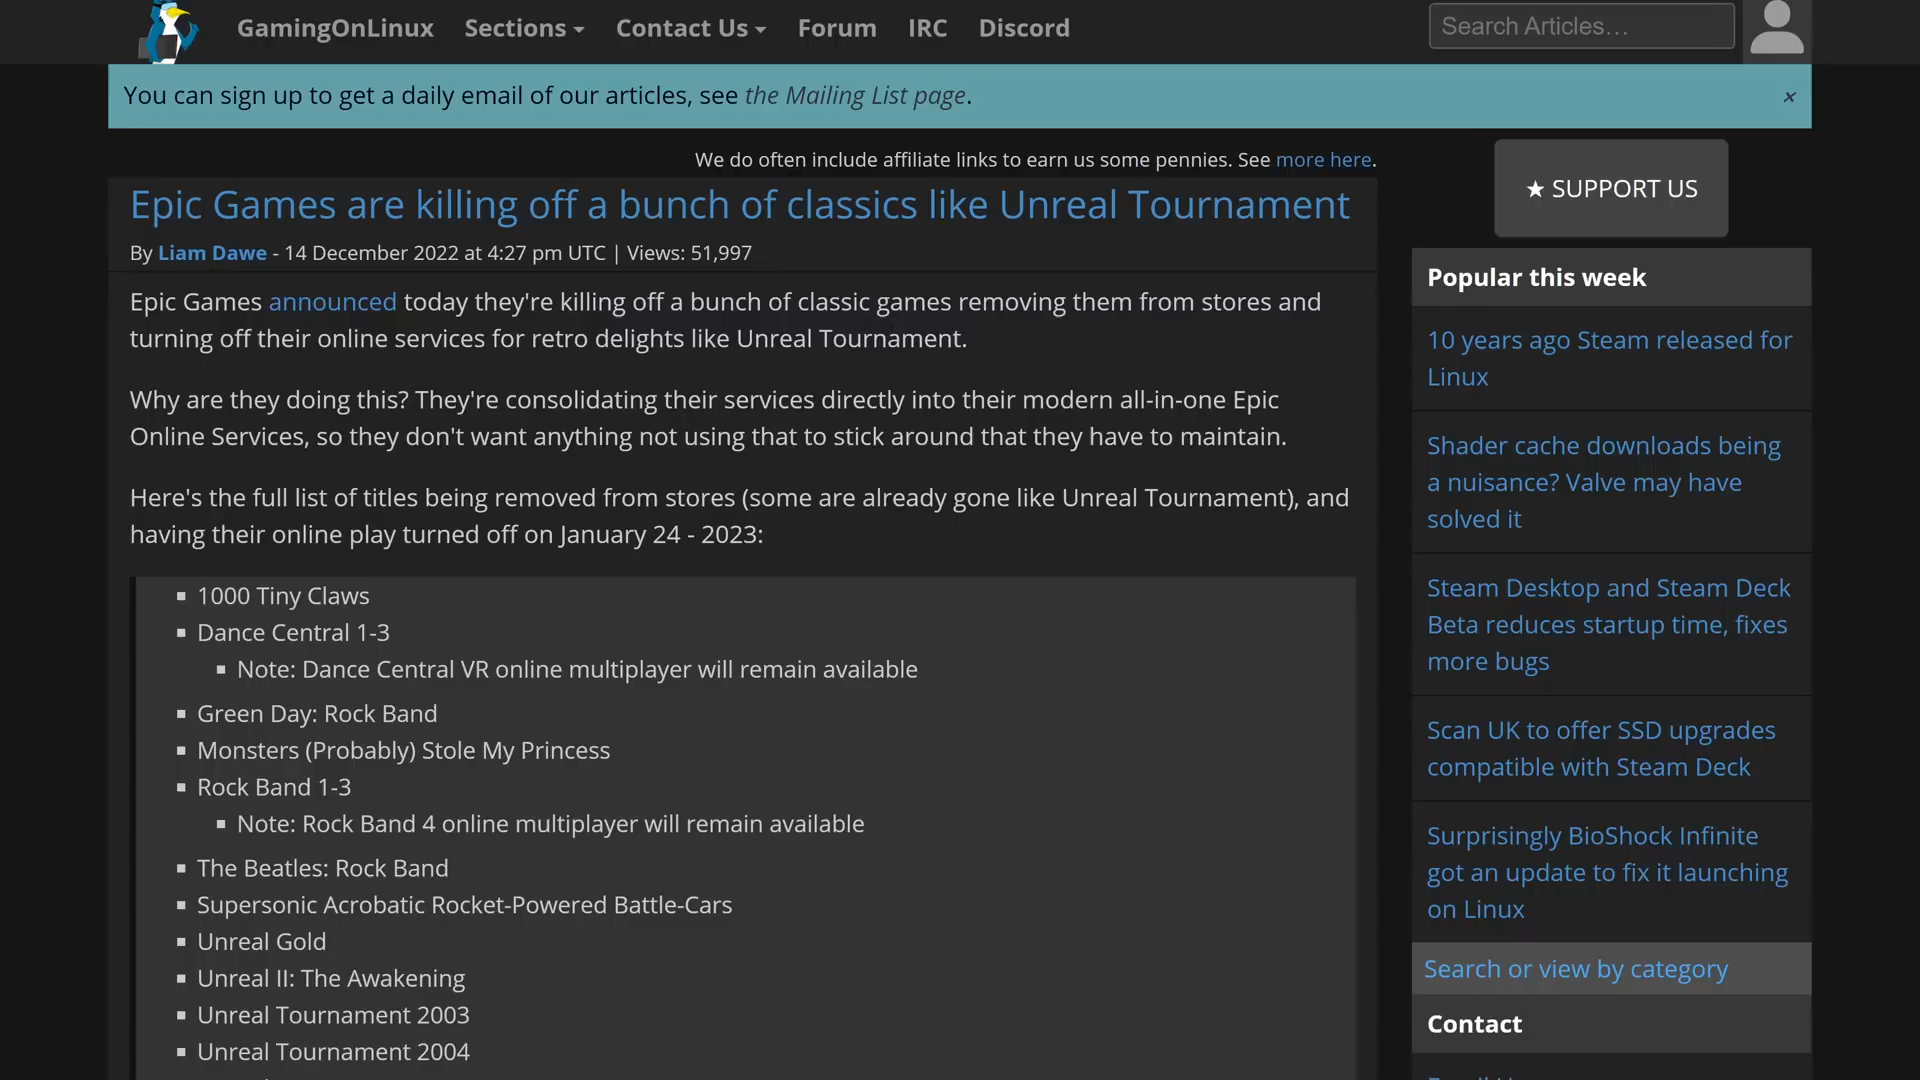 GamingOnLinux Sections Contact Us Forum IRC Discord Search Articles...
You can sign up to get a daily email of our articles, see the Mailing List page. ×
We do often include affiliate links to earn us some pennies. See more here.
Epic Games are killing off a bunch of classics like Unreal Tournament
By Liam Dawe - 14 December 2022 at 4:27 pm UTC | Views: 51,997
Epic Games announced today they're killing off a bunch of classic games removing them from stores and
turning off their online services for retro delights like Unreal Tournament.
Why are they doing this? They're consolidating their services directly into their modern all-in-one Epic
Online Services, so they don't want anything not using that to stick around that they have to maintain.
Here's the full list of titles being removed from stores (some are already gone like Unreal Tournament), and
having their online play turned off on January 24 - 2023:
1000 Tiny Claws
Dance Central 1-3
Note: Dance Central VR online multiplayer will remain available
Green Day: Rock Band
Monsters (Probably) Stole My Princess
Rock Band 1-3
Note: Rock Band 4 online multiplayer will remain available
The Beatles: Rock Band
Supersonic Acrobatic Rocket-Powered Battle-Cars
Unreal Gold
Unreal II: The Awakening
Unreal Tournament 2003
Unreal Tournament 2004
★ SUPPORT US
Popular this week
10 years ago Steam released for
Linux
Shader cache downloads being
a nuisance? Valve may have
solved it
Steam Desktop and Steam Deck
Beta reduces startup time, fixes
more bugs
Scan UK to offer SSD upgrades
compatible with Steam Deck
Surprisingly BioShock Infinite
got an update to fix it launching
on Linux
Search or view by category
Contact